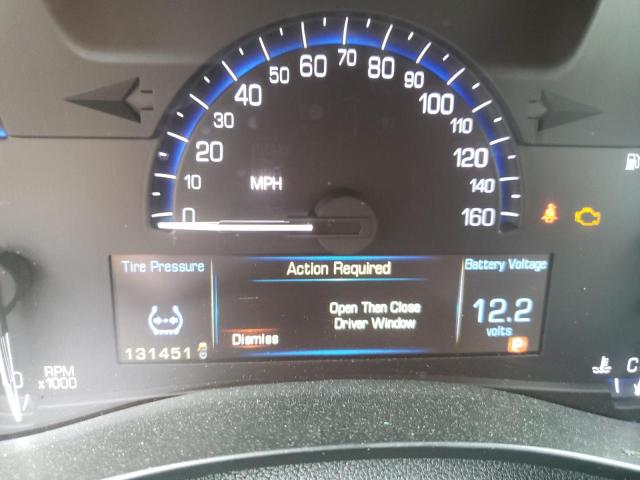 0
10
20
30
40
50
60
70
80
90
100
110
120
140
160
MPH
Tire Pressure
Action Required
Battery Voltage
Open Then Close
Driver Window
12.2
volts
Dismiss
131451
P
RPM
x1000
0
C